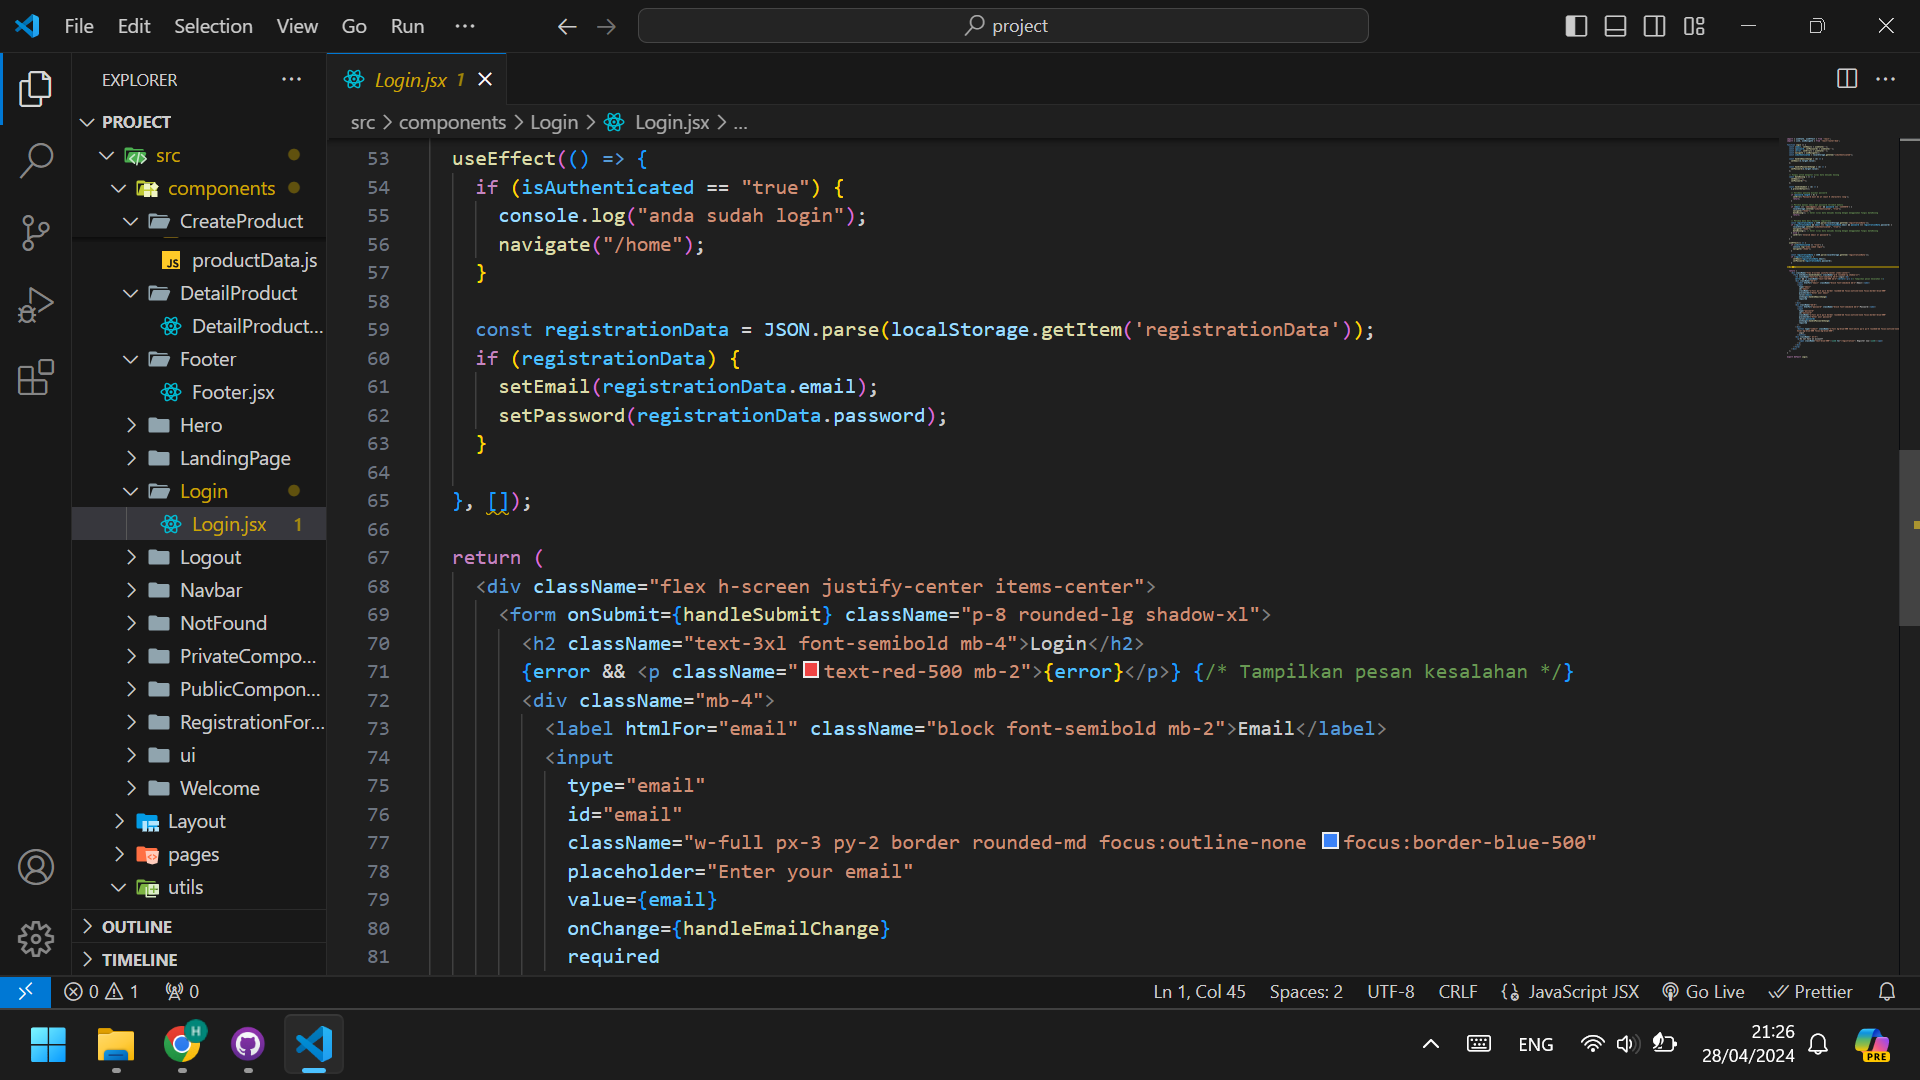 File Edit Selection View Go Run ···
project
EXPLORER ···
PROJECT
src
components
CreateProduct
productData.js
DetailProduct
DetailProduct...
Footer
Footer.jsx
Hero
LandingPage
Login
Login.jsx 1
Logout
Navbar
NotFound
PrivateCompo...
PublicCompon...
RegistrationFor...
ui
Welcome
Layout
pages
utils
OUTLINE
TIMELINE
Login.jsx 1
src > components > Login > Login.jsx > ...
53 useEffect(() => {
54 if (isAuthenticated == "true") {
55 console.log("anda sudah login");
56 navigate("/home");
57 }
58
59 const registrationData = JSON.parse(localStorage.getItem('registrationData'));
60 if (registrationData) {
61 setEmail(registrationData.email);
62 setPassword(registrationData.password);
63 }
64
65 }, []);
66
67 return (
68 <div className="flex h-screen justify-center items-center">
69 <form onSubmit={handleSubmit} className="p-8 rounded-lg shadow-xl">
70 <h2 className="text-3xl font-semibold mb-4">Login</h2>
71 {error && <p className="text-red-500 mb-2">{error}</p>} {/* Tampilkan pesan kesalahan */}
72 <div className="mb-4">
73 <label htmlFor="email" className="block font-semibold mb-2">Email</label>
74 <input
75 type="email"
76 id="email"
77 className="w-full px-3 py-2 border rounded-md focus:outline-none focus:border-blue-500"
78 placeholder="Enter your email"
79 value={email}
80 onChange={handleEmailChange}
81 required
0 1 0
Ln 1, Col 45 Spaces: 2 UTF-8 CRLF JavaScript JSX Go Live Prettier
H
ENG
21:26
28/04/2024
PRE